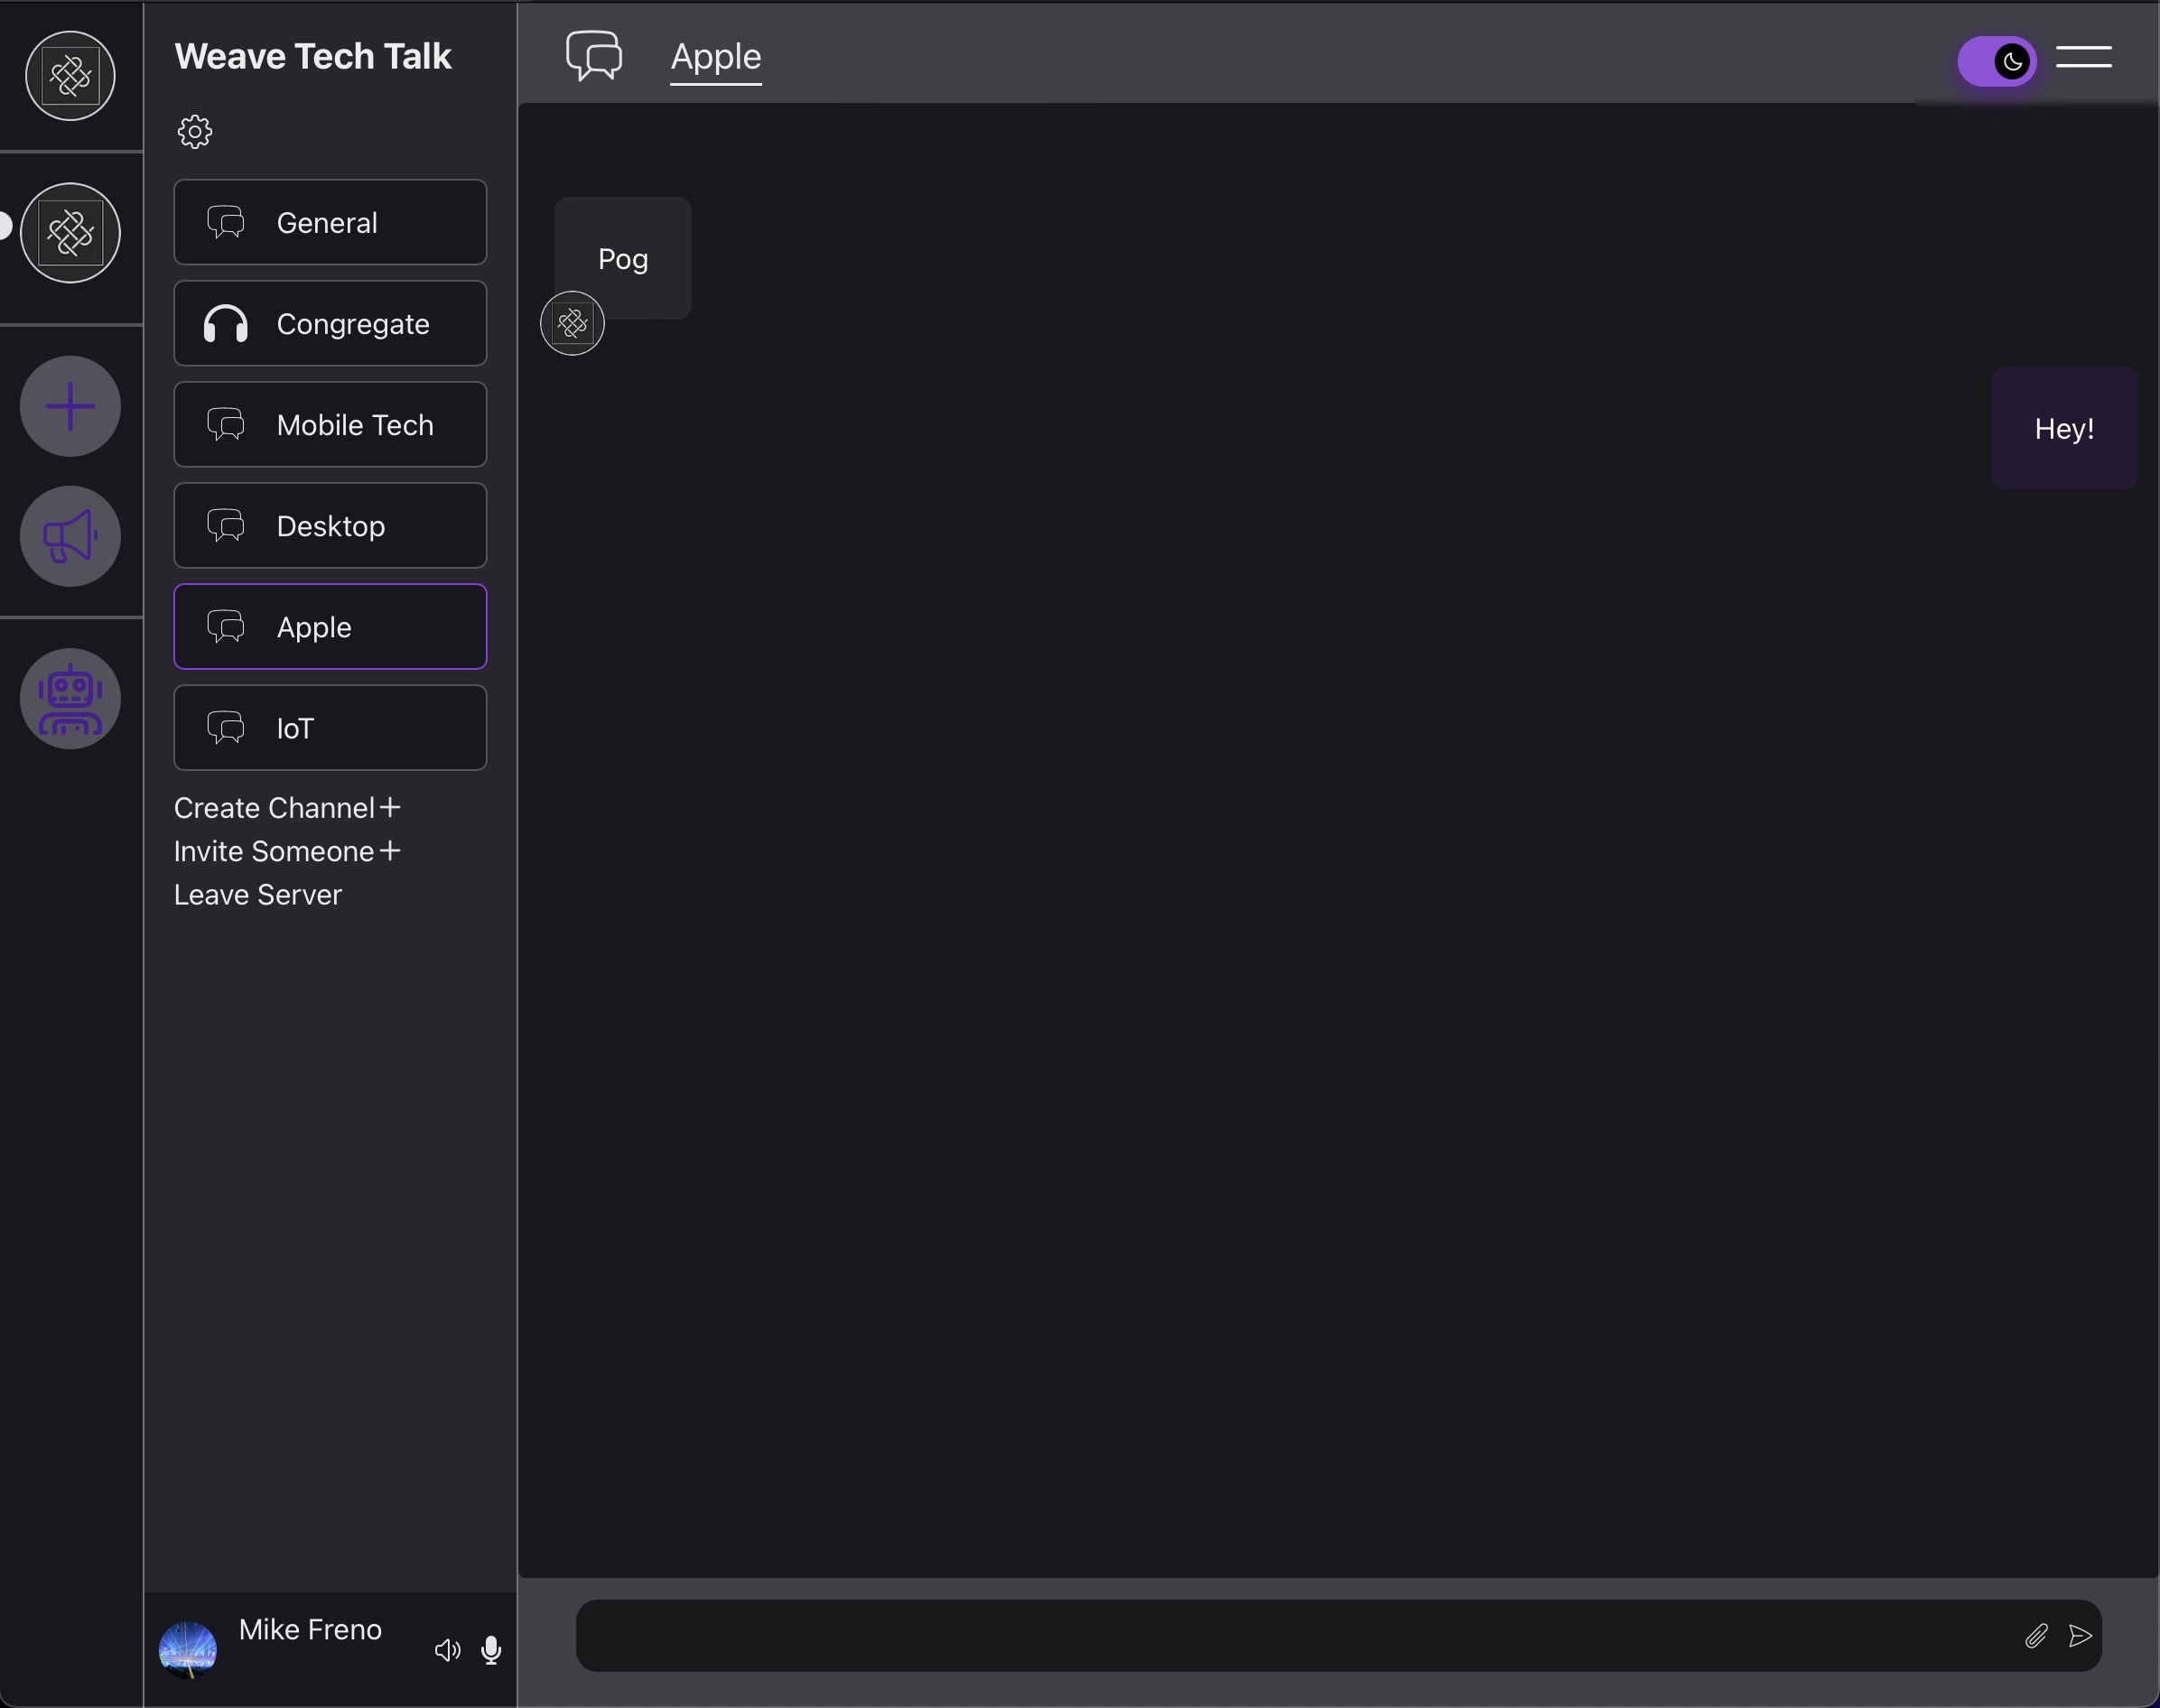 Weave Tech Talk
General
Congregate
Mobile Tech
Desktop
Apple
IoT
Create Channel+
Invite Someone+
Leave Server
Mike Freno
Apple
Pog
Hey!